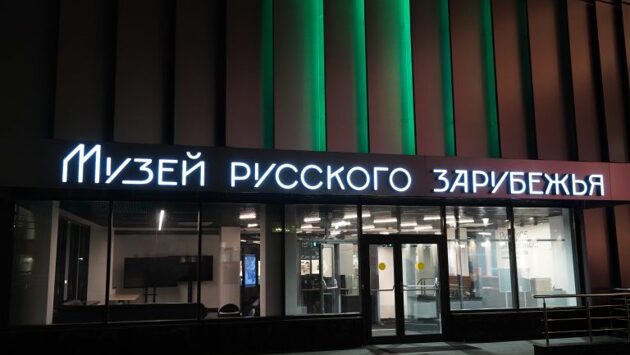 Музей русского зарубежья